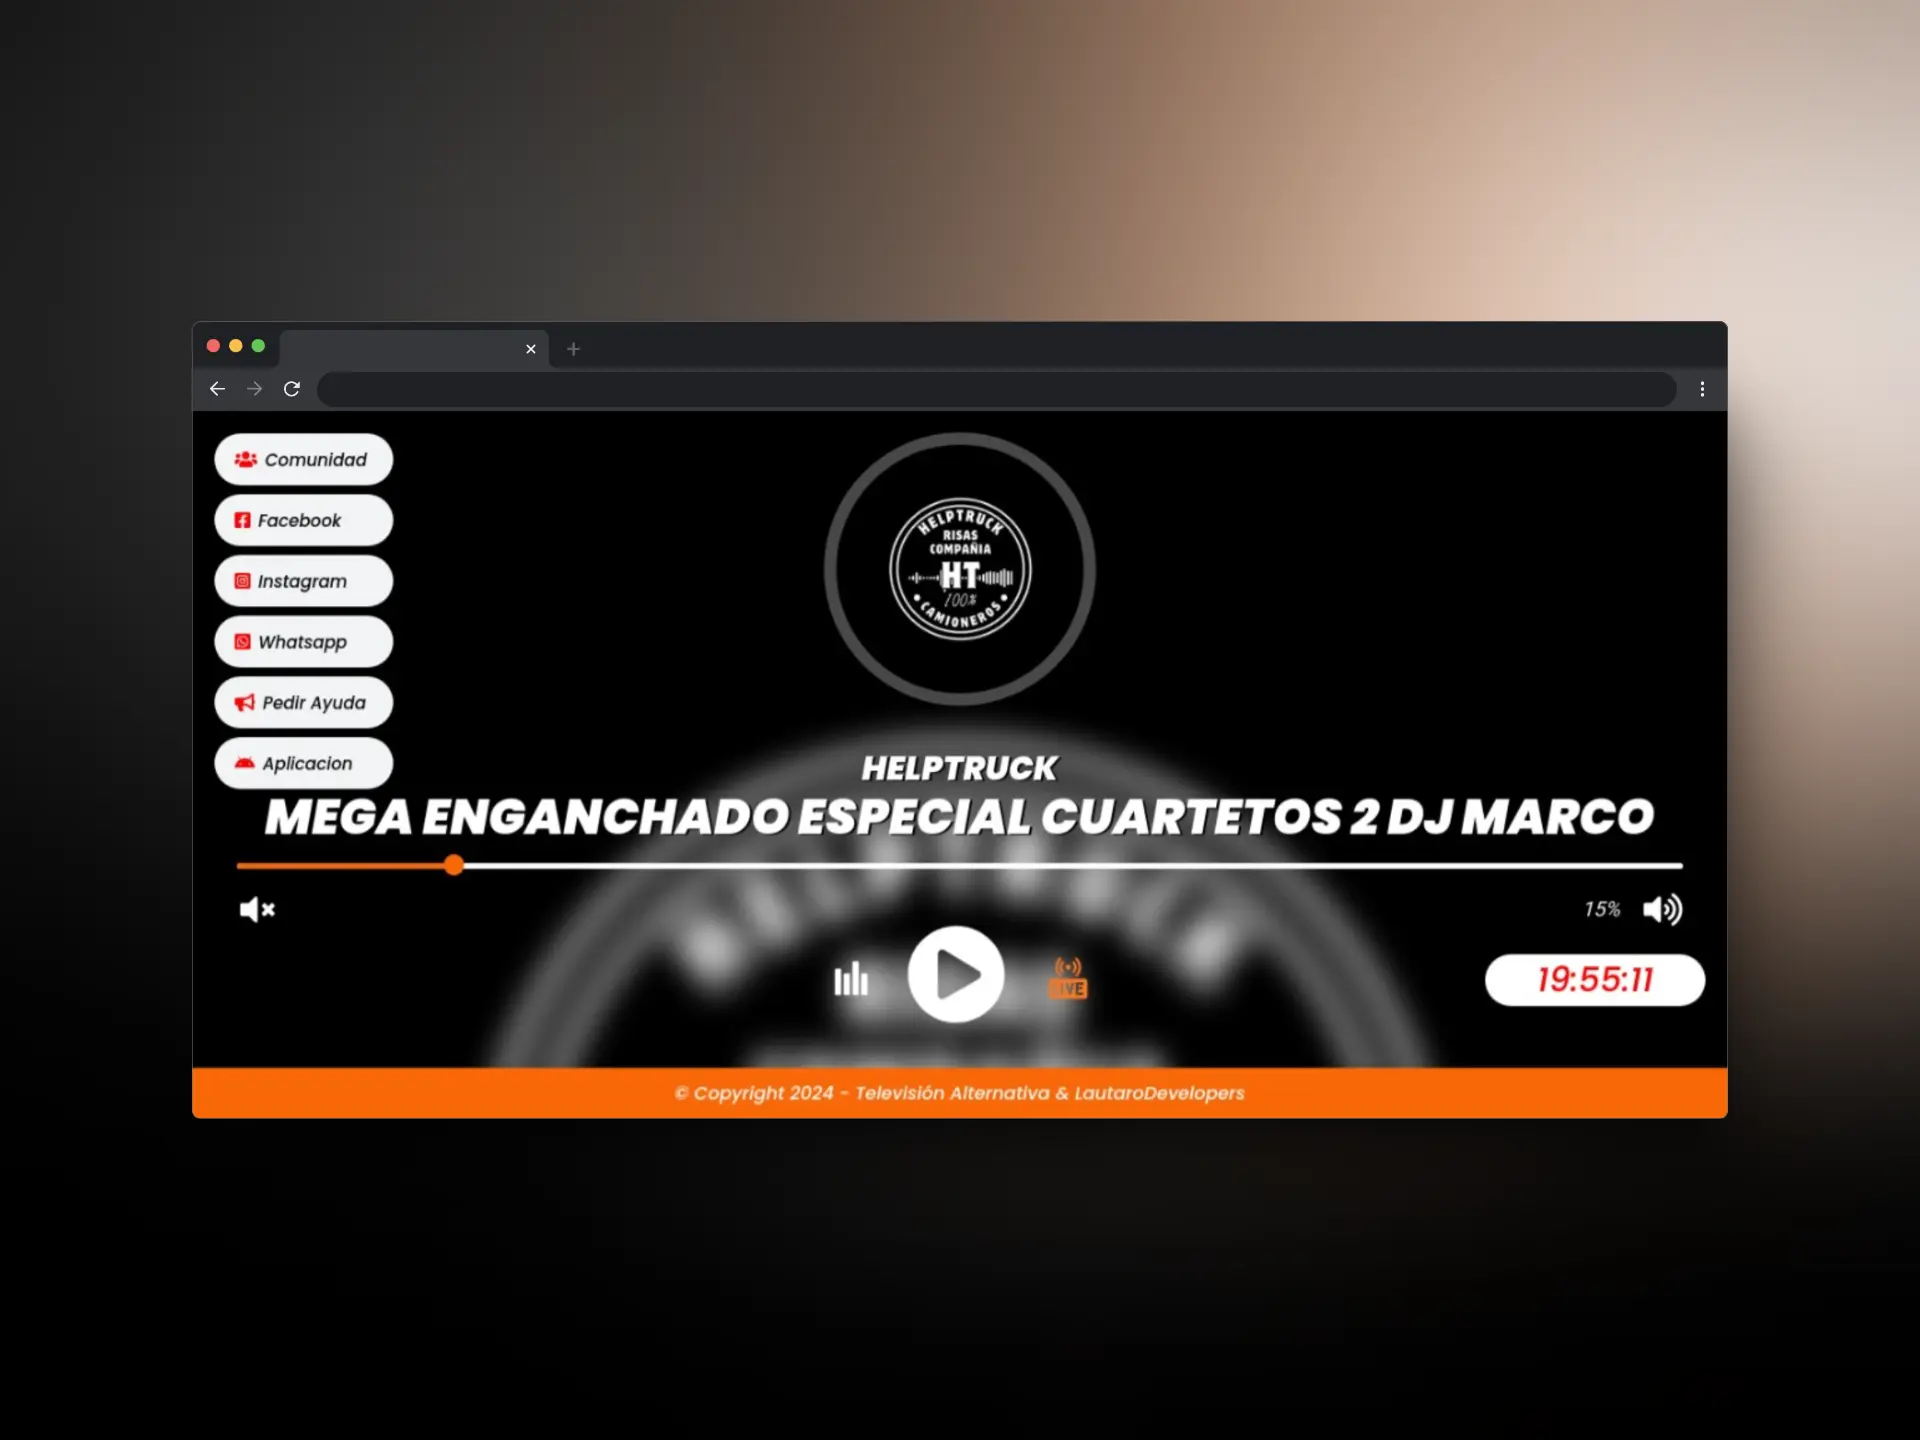 Comunidad
Facebook
Instagram
Whatsapp
Pedir Ayuda
Aplicacion
HELPTRUCK
RISAS
COMPAÑIA
HT
100%
CAMIONEROS
HELPTRUCK
MEGA ENGANCHADO ESPECIAL CUARTETOS 2 DJ MARCO
15%
LIVE
19:55:11
© Copyright 2024 - Televisión Alternativa & LautaroDevelopers